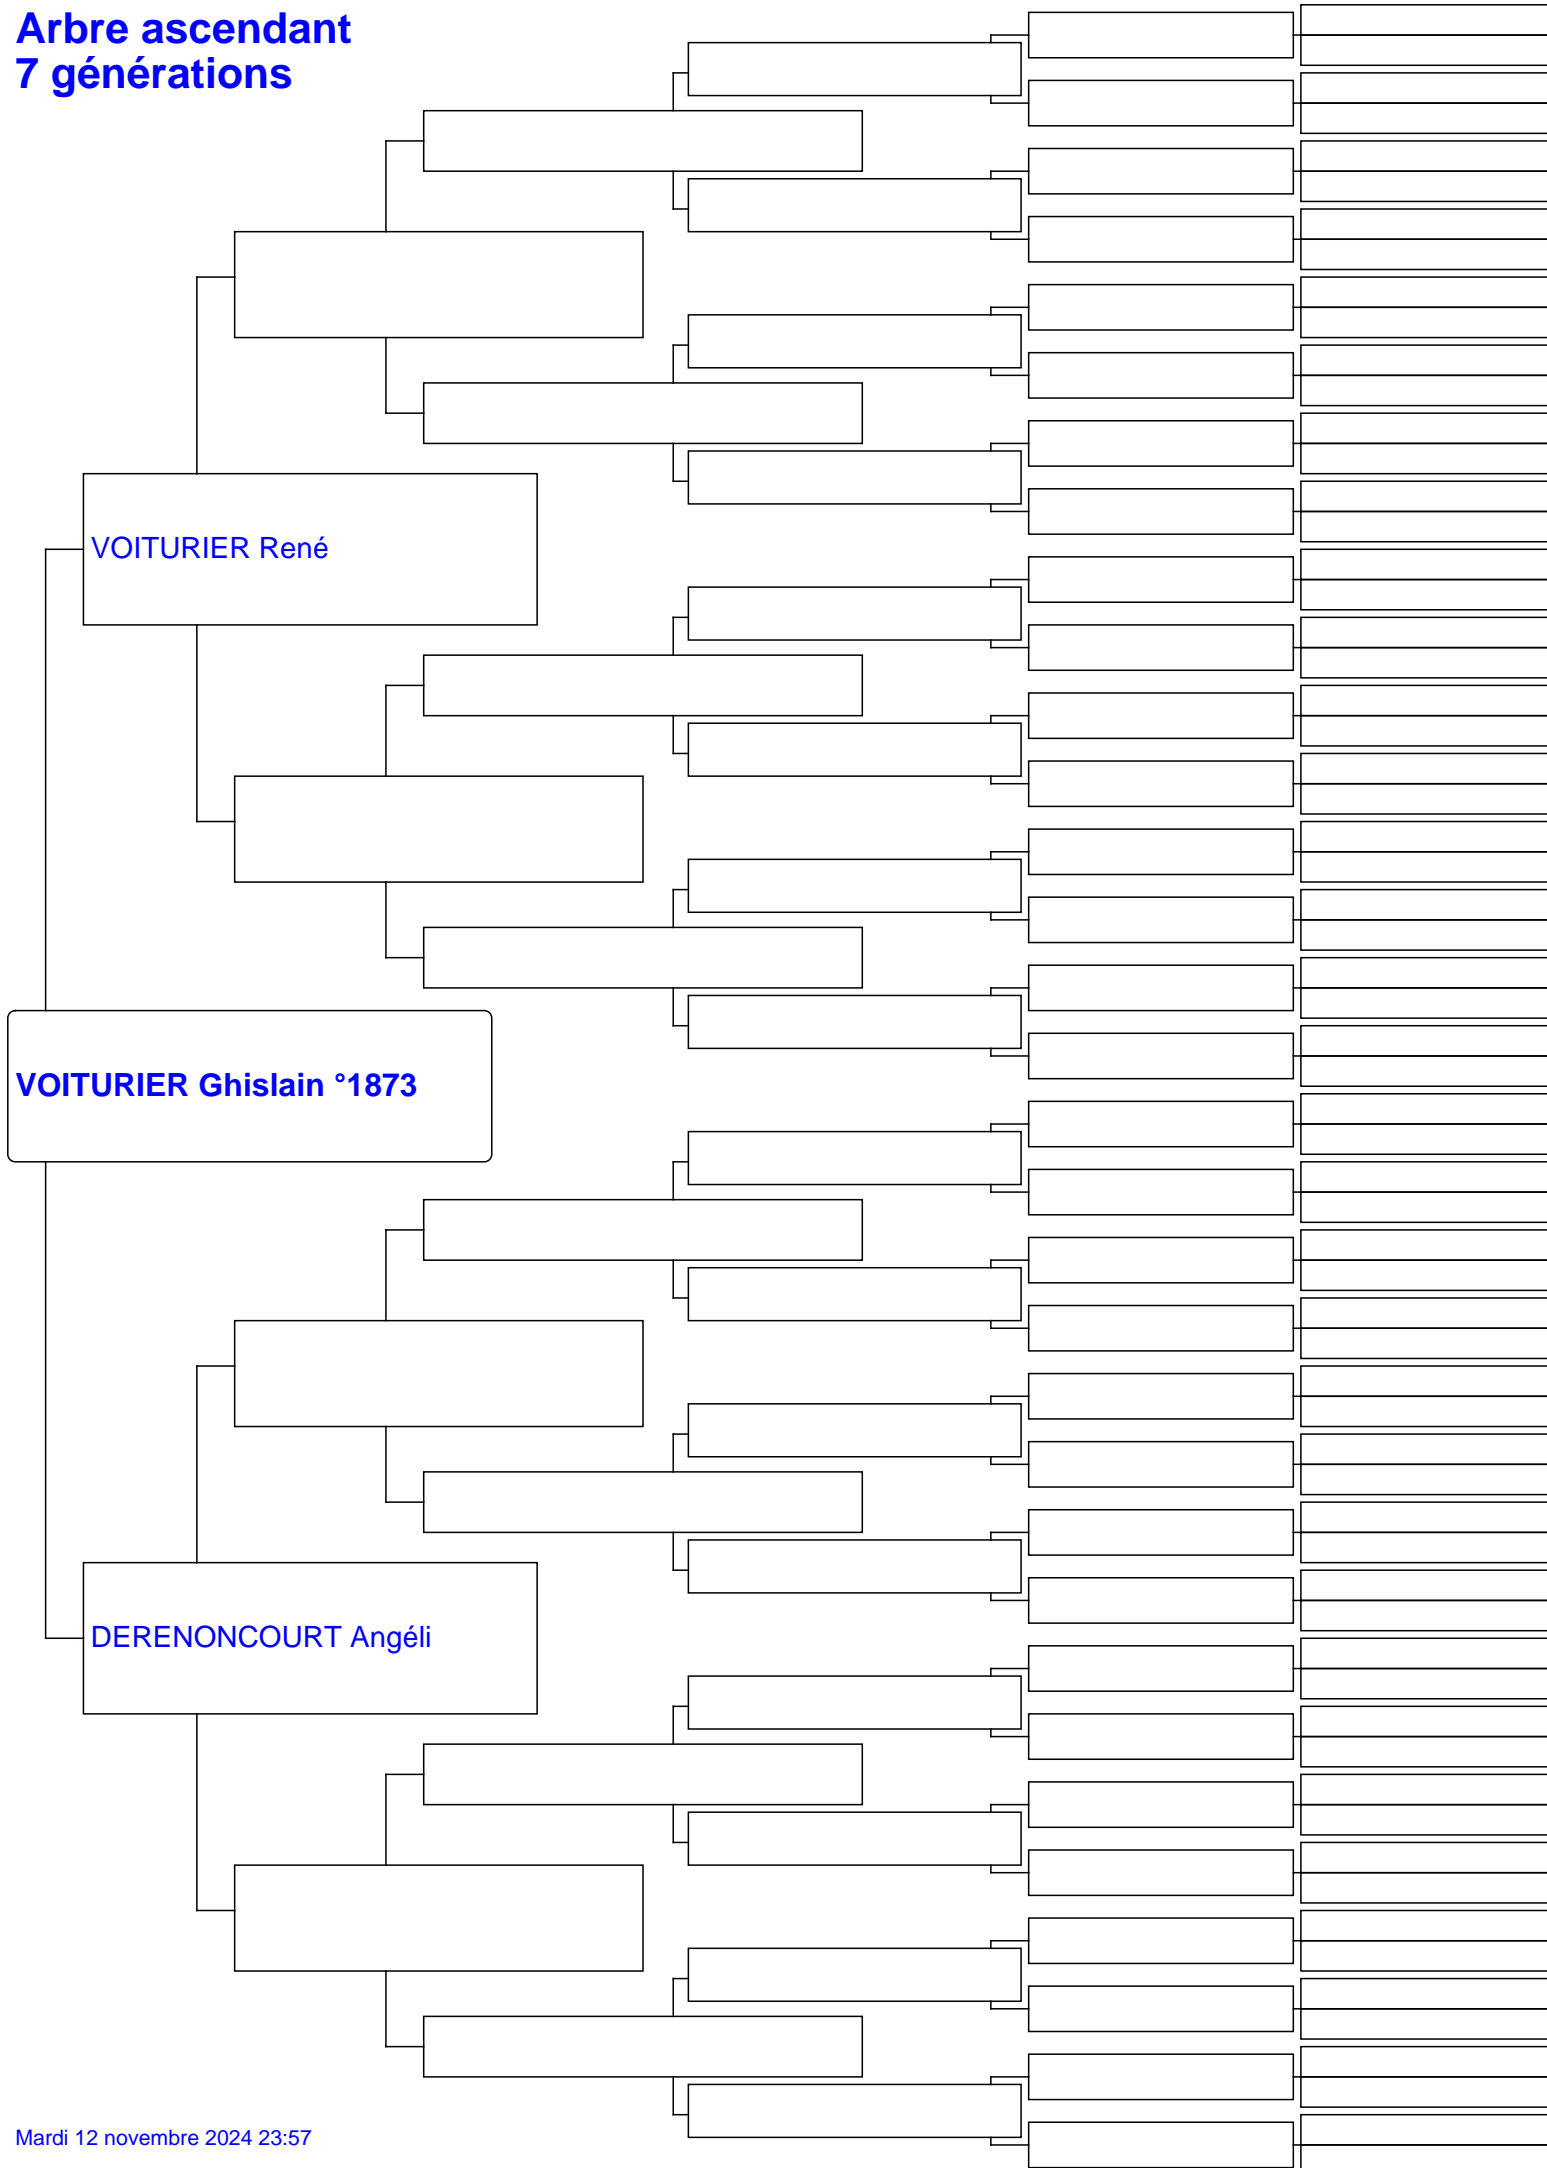 Arbre ascendant
7 générations
VOITURIER René
VOITURIER Ghislain °1873
DERENONCOURT Angéli
Mardi 12 novembre 2024 23:57